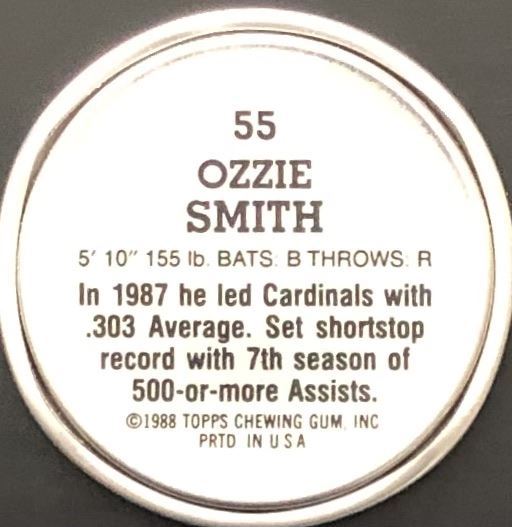 55
OZZIE
SMITH
5' 10" 155 lb. BATS: B THROWS: R
In 1987 he led Cardinals with
.303 Average. Set shortstop
record with 7th season of
500-or-more Assists.
©1988 TOPPS CHEWING GUM, INC
PRTD IN U S A